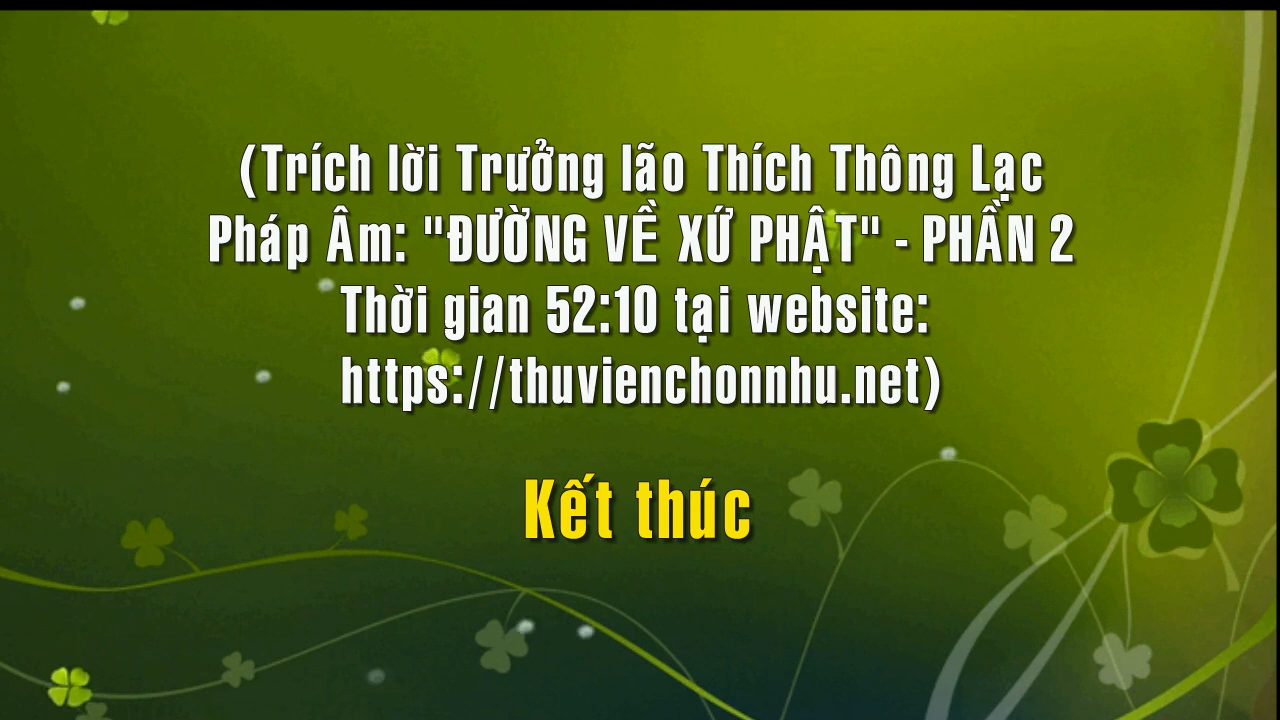 (Trích lời Trưởng lão Thích Thông Lạc
Pháp Âm: "ĐƯỜNG VỀ XỨ PHẬT" - PHẦN 2
Thời gian 52:10 tại website:
https://thuvienchonnhu.net)
Kết thúc